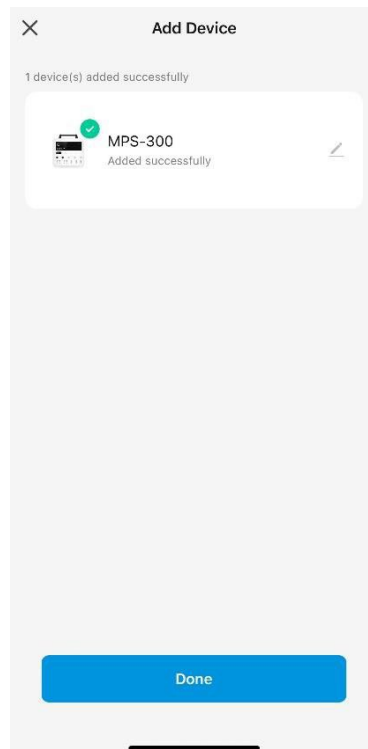 Add Device
1 device(s) added successfully
MPS-300
Added successfully
Done